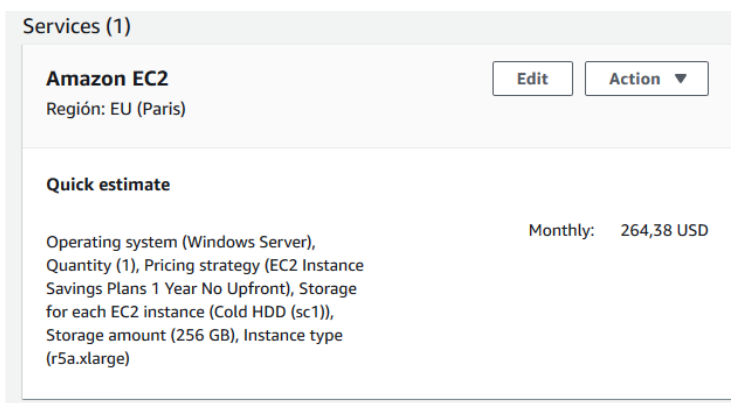 Services (1)
Amazon EC2
Edit
Action
Región: EU (Paris)
Quick estimate
Monthly: 264,38 USD
Operating system (Windows Server),
Quantity (1), Pricing strategy (EC2 Instance
Savings Plans 1 Year No Upfront), Storage
for each EC2 instance (Cold HDD (sc1)),
Storage amount (256 GB), Instance type
(r5a.xlarge)